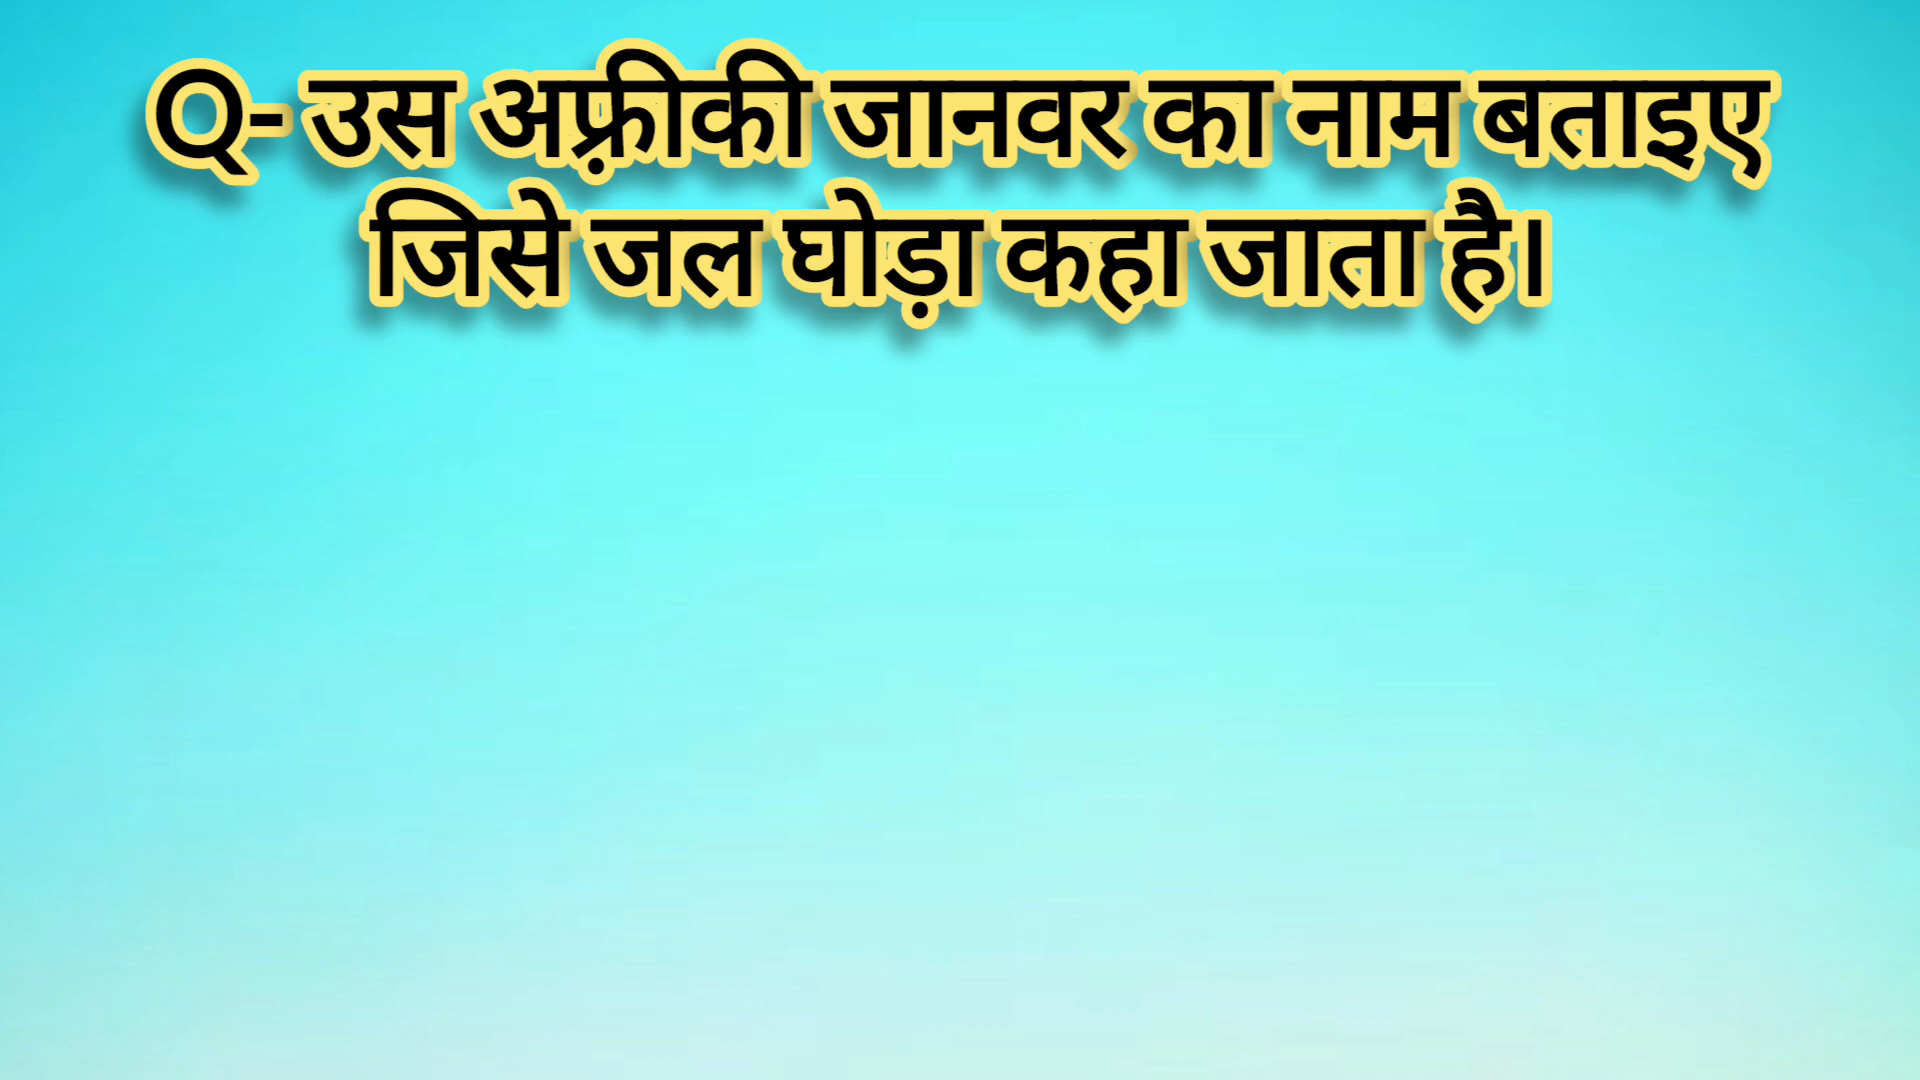 Q- उस अफ़्रीकी जानवर का नाम बताइए
जिसे जल घोड़ा कहा जाता है।